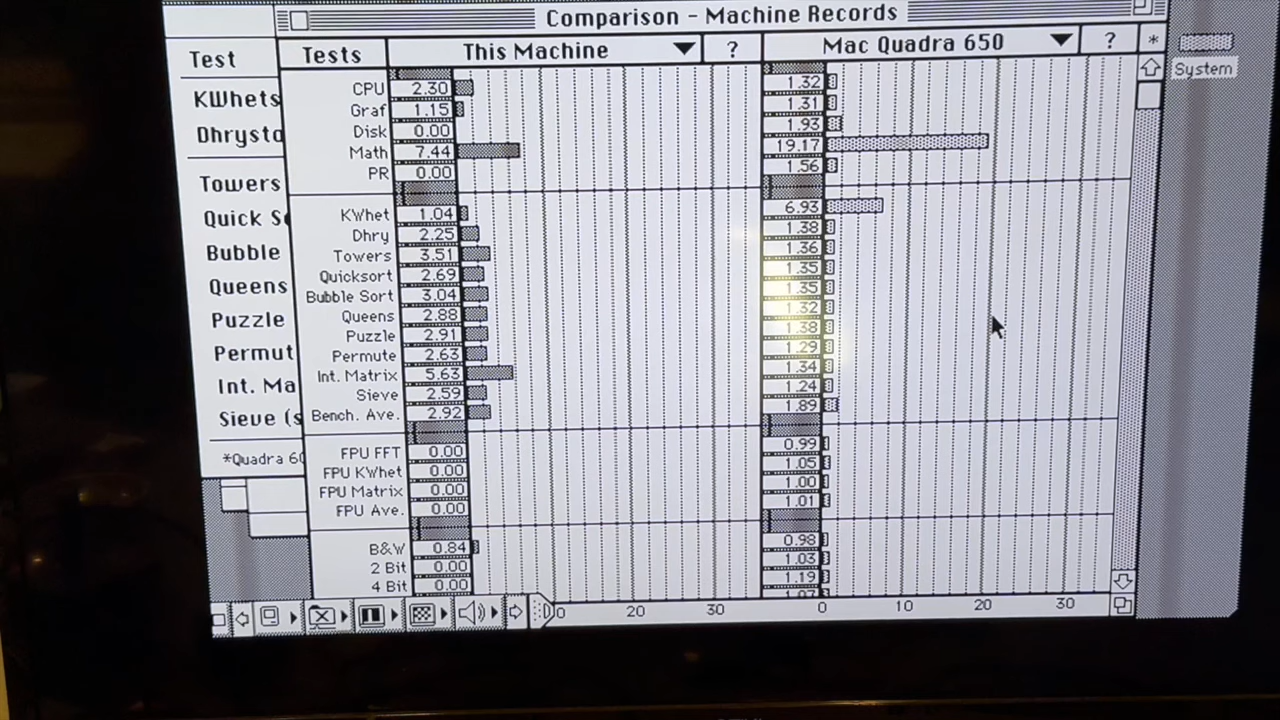 Comparison – Machine Records
Test
Tests
This Machine
?
Mac Quadra 650
?
*
System
KWhets
Dhrysto
Towers
Quick S
Bubble
Queens
Puzzle
Permut
Int. Ma
Sieve (s
*Quadra 60
CPU 2.30 1.32
Graf 1.15 1.31
Disk 0.00 1.93
Math 7.44 19.17
PR 0.00 1.56
KWhet 1.04 6.93
Dhry 2.25 1.38
Towers 3.51 1.36
Quicksort 2.69 1.35
Bubble Sort 3.04 1.35
Queens 2.88 1.32
Puzzle 2.91 1.38
Permute 2.63 1.29
Int. Matrix 5.63 1.34
Sieve 2.59 1.24
Bench. Ave. 2.92 1.89
FPU FFT 0.00 0.99
FPU KWhet 0.00 1.05
FPU Matrix 0.00 1.00
FPU Ave. 0.00 1.01
B&W 0.84 0.98
2 Bit 0.00 1.03
4 Bit 0.00 1.19
20 30 0 10 20 30